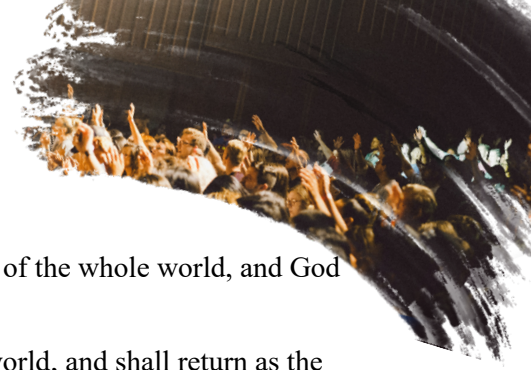 of the whole world, and God
world, and shall return as the